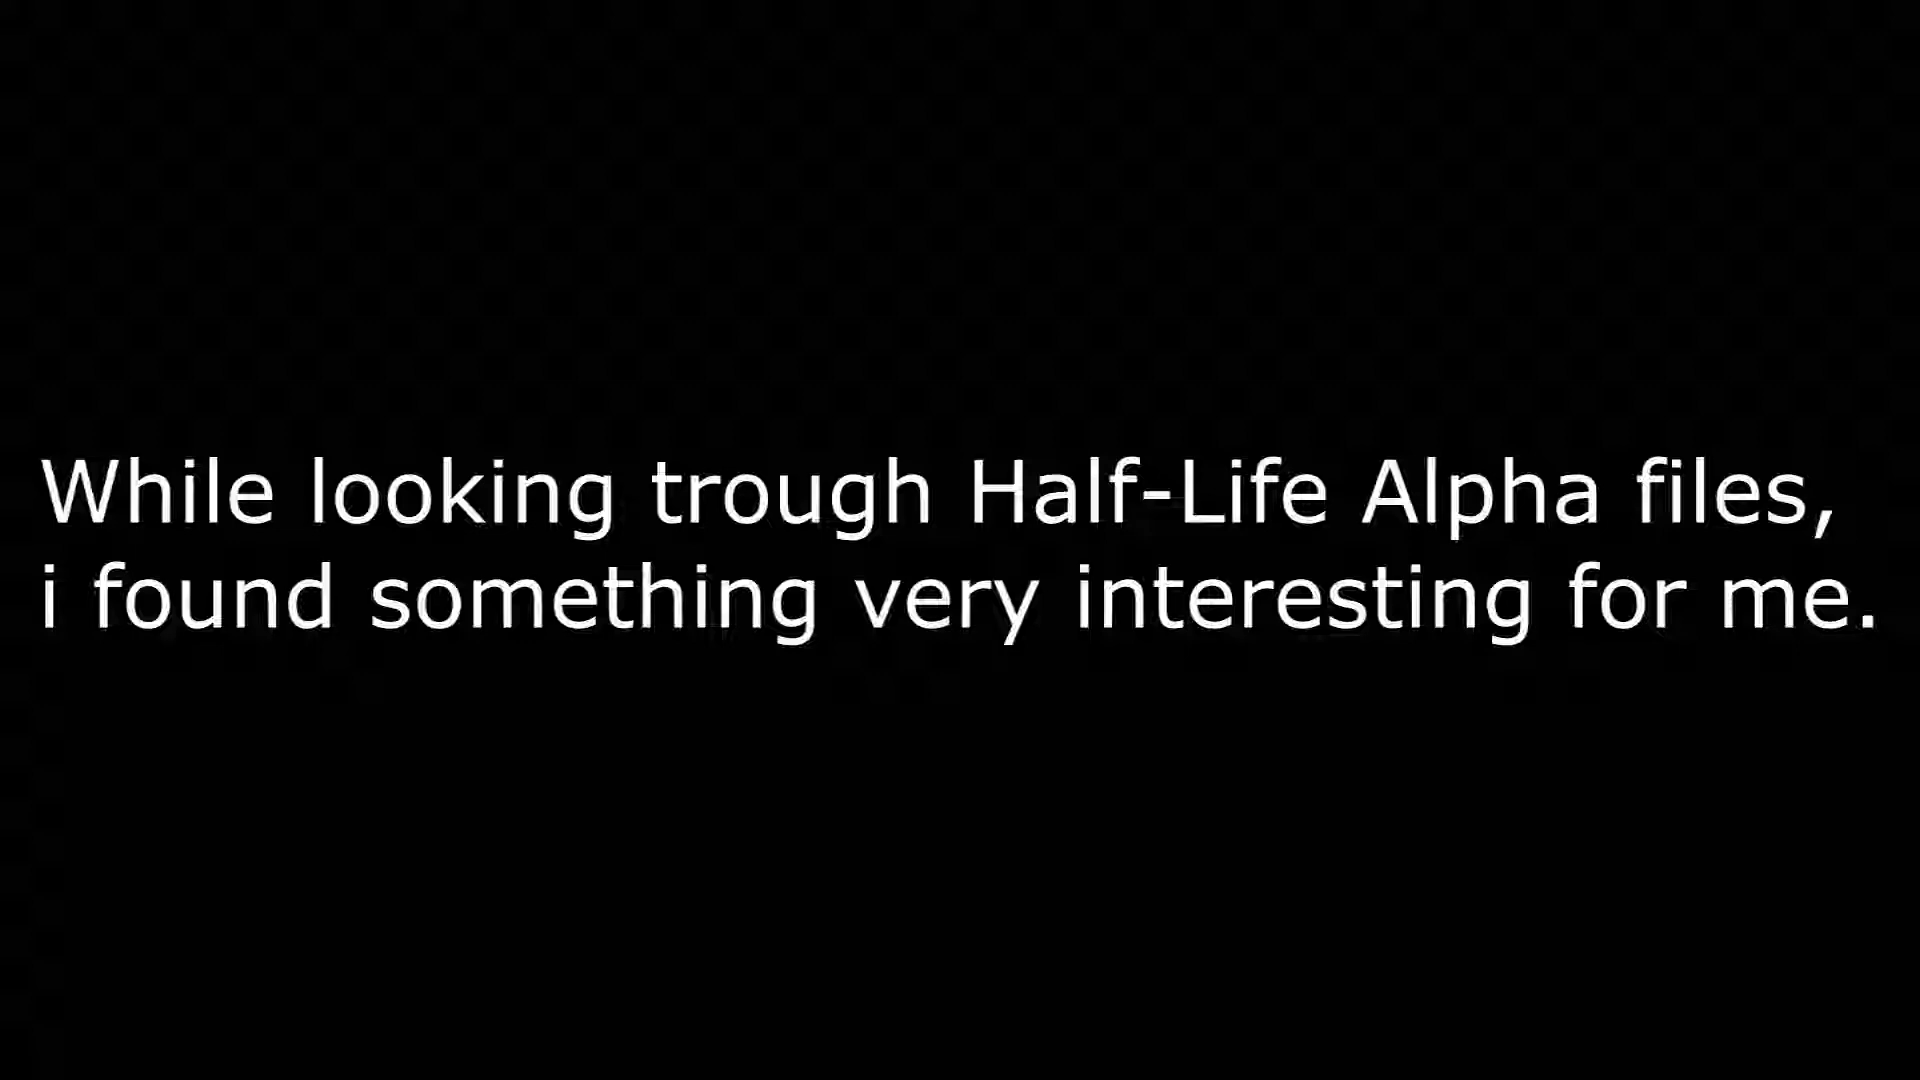 While looking trough Half-Life Alpha files,
i found something very interesting for me.